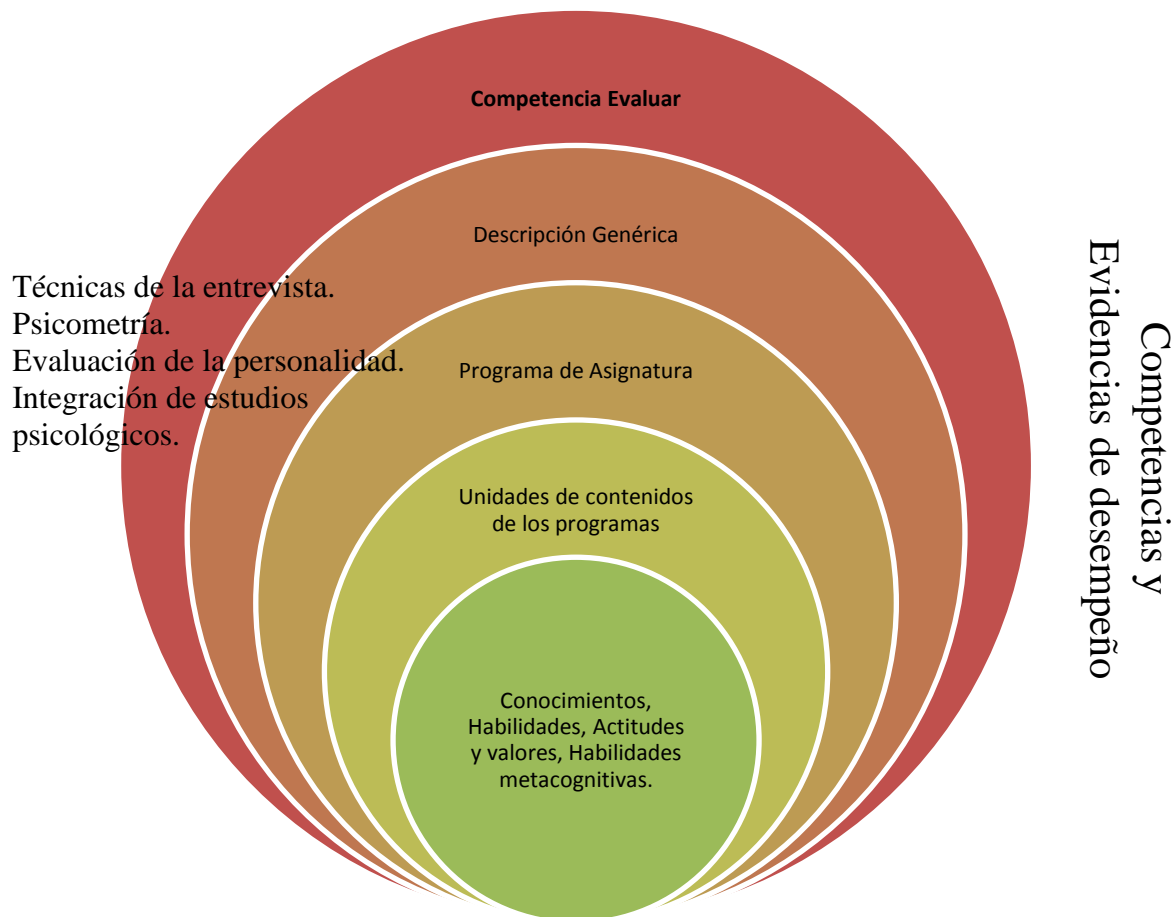 Competencia Evaluar
Descripción Genérica
Técnicas de la entrevista.
Psicometría.
Evaluación de la personalidad.
Integración de estudios
psicológicos.
Programa de Asignatura
Unidades de contenidos
de los programas
Conocimientos,
Habilidades, Actitudes
y valores, Habilidades
metacognitivas.
Competencias y
Evidencias de desempeño